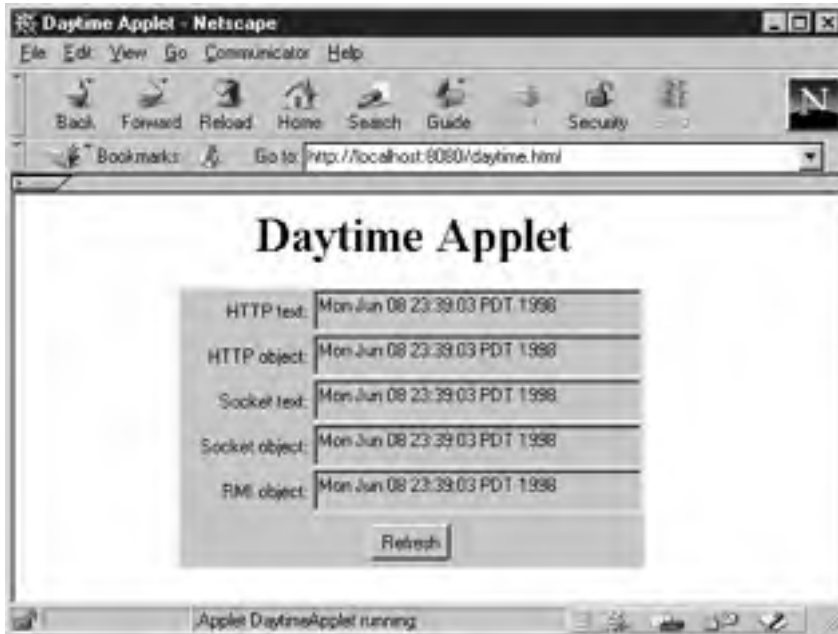 Daytime Applet - Netscape
File Edit View Go Communicator Help
Back Forward Reload Home Search Guide Security
N
Bookmarks Go to: http://localhost:8080/daytime.html
Daytime Applet
HTTP text: Mon Jun 08 23:39:03 PDT 1998
HTTP object: Mon Jun 08 23:39:03 PDT 1998
Socket text: Mon Jun 08 23:39:03 PDT 1998
Socket object: Mon Jun 08 23:39:03 PDT 1998
RMI object: Mon Jun 08 23:39:03 PDT 1998
Refresh
Applet DaytimeApplet running